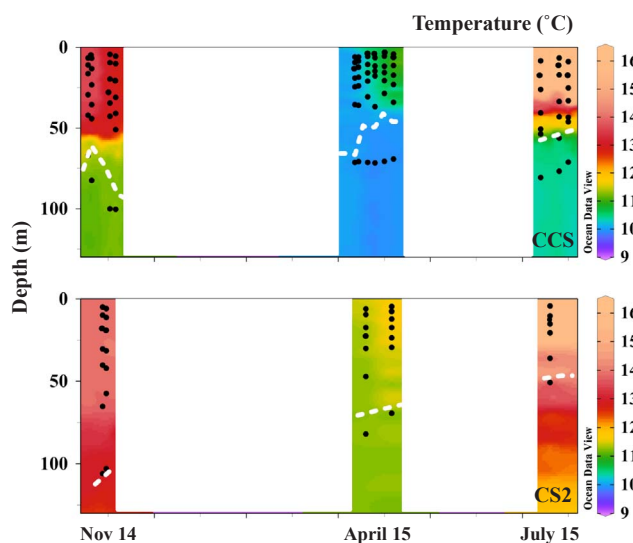 Temperature (˚C)
0
50
100
Depth (m)
CCS
Ocean Data View
16
15
14
13
12
11
10
9
0
50
100
CS2
Ocean Data View
16
15
14
13
12
11
10
9
Nov 14
April 15
July 15